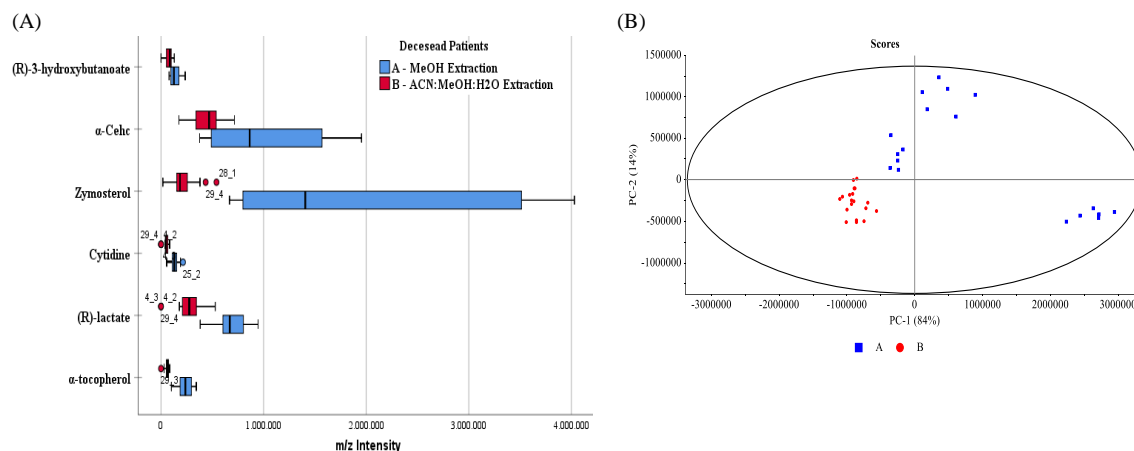 (A)
Decesead Patients
A - MeOH Extraction
B - ACN:MeOH:H2O Extraction
(R)-3-hydroxybutanoate
α-Cehc
Zymosterol
Cytidine
(R)-lactate
α-tocopherol
28_1
29_4
29_4 4_2
25_2
4_3 4_2
29_4
29_3
0
1.000.000
2.000.000
3.000.000
4.000.000
m/z Intensity
(B)
Scores
PC-2 (14%)
1500000
1000000
500000
0
-500000
-1000000
-3000000
-2000000
-1000000
0
1000000
2000000
3000000
PC-1 (84%)
A
B